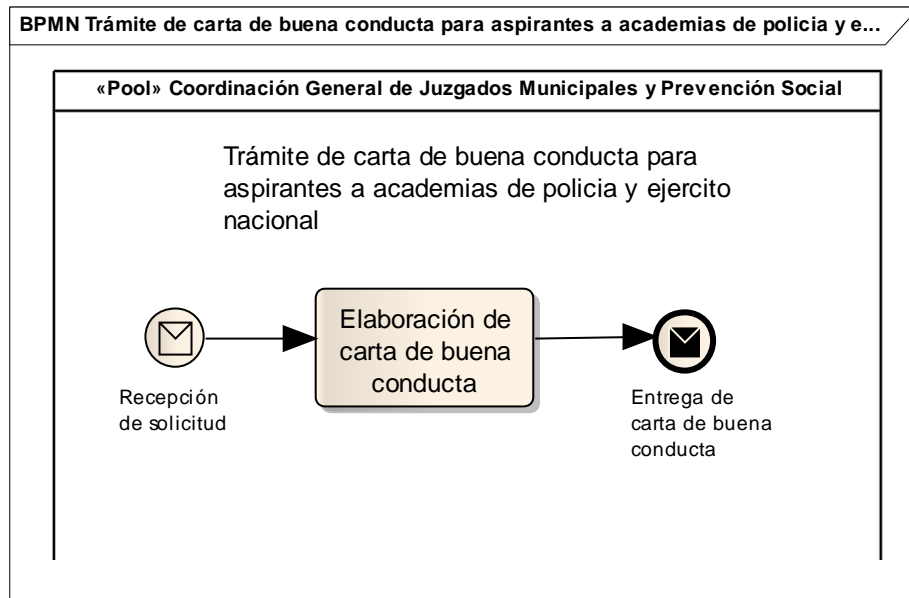 BPMN Trámite de carta de buena conducta para aspirantes a academias de policia y e...
«Pool» Coordinación General de Juzgados Municipales y Prevención Social
Trámite de carta de buena conducta para
aspirantes a academias de policia y ejercito
nacional
Elaboración de
carta de buena
conducta
Recepción
de solicitud
Entrega de
carta de buena
conducta